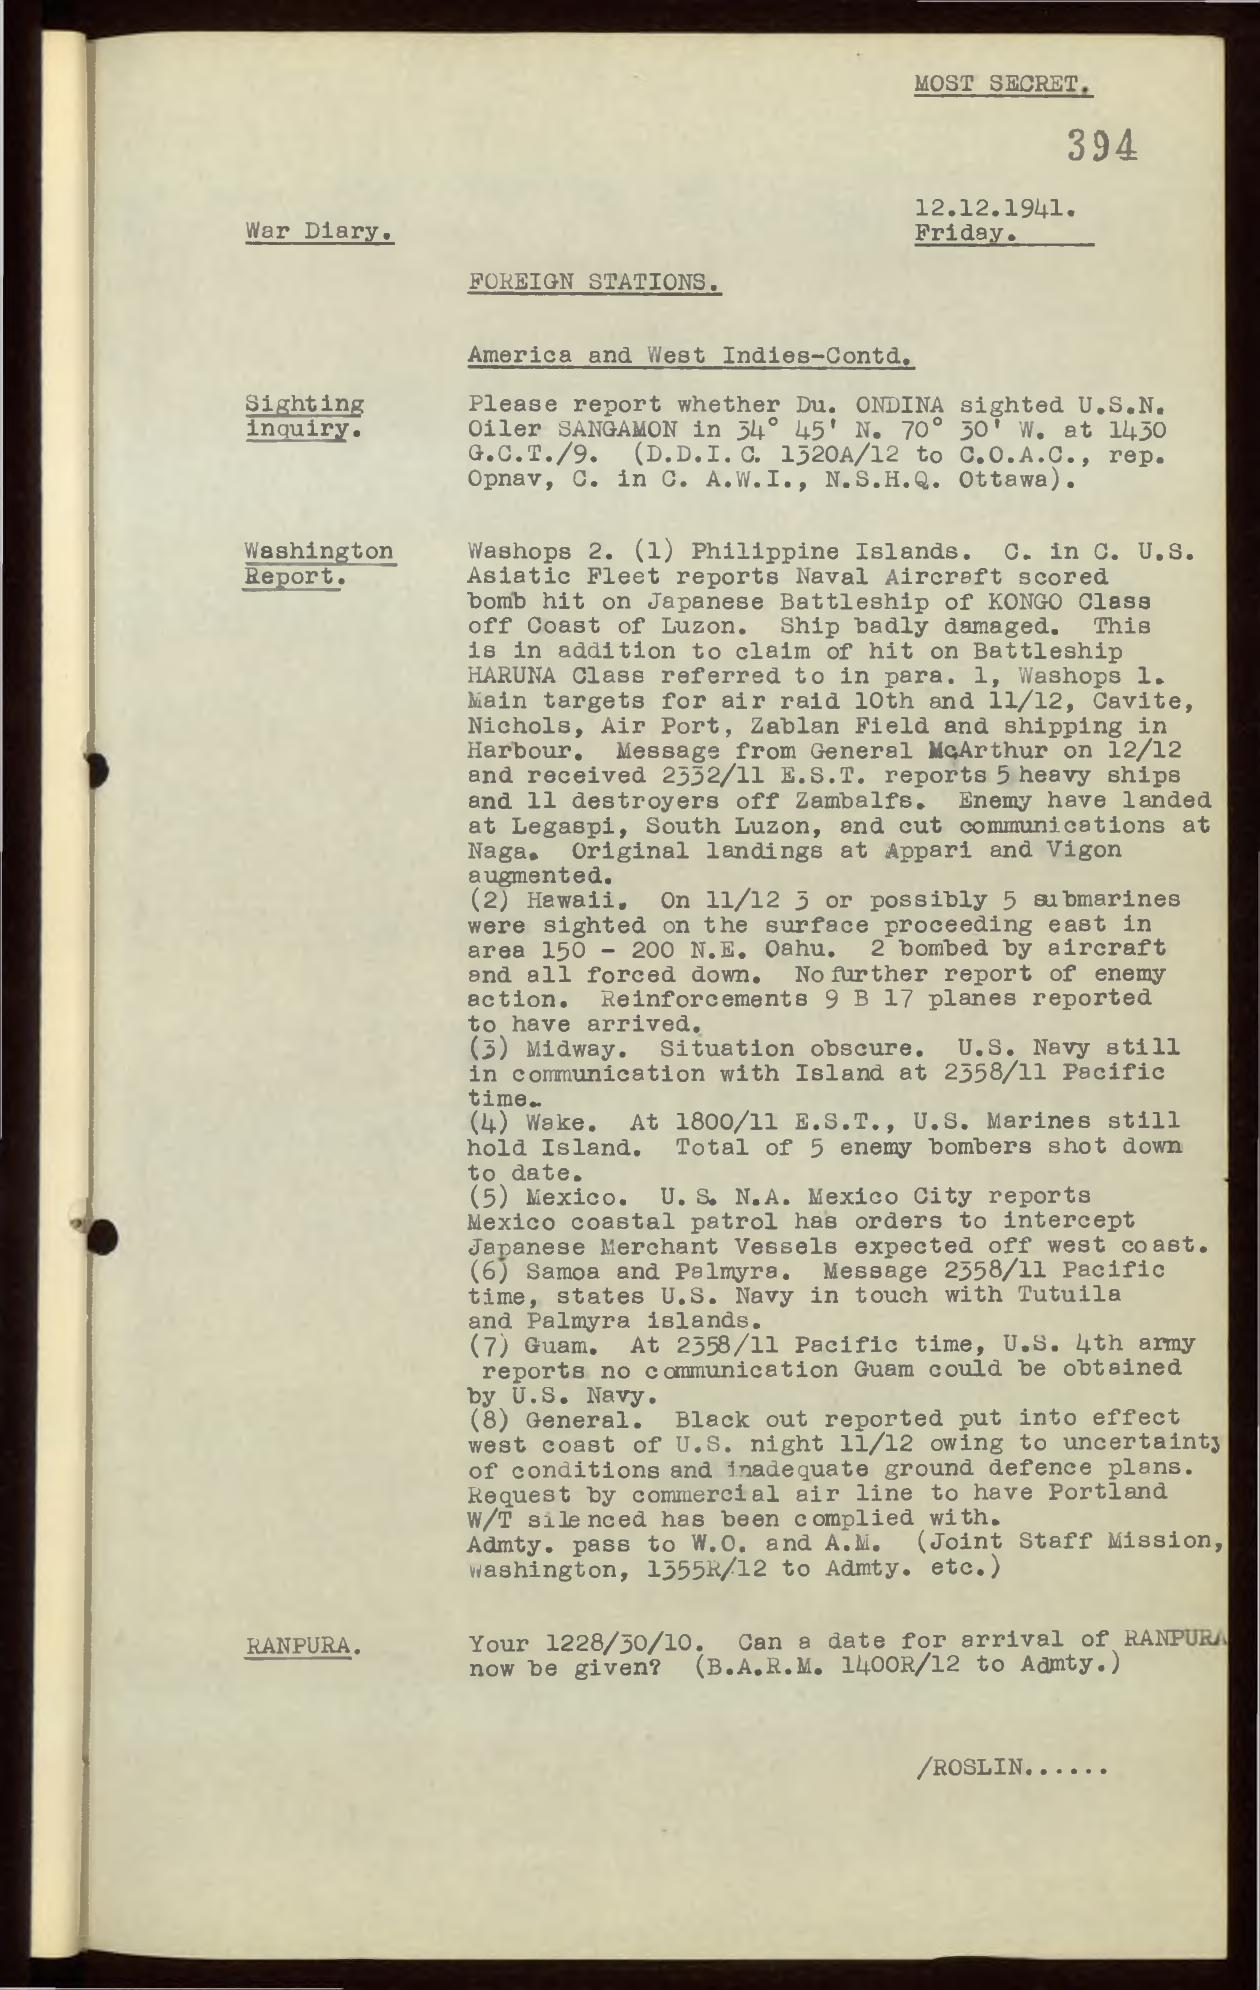 MOST SECRET.
394
12.12.1941.
War Diary.
Friday.
FOREIGN STATIONS.
America and West Indies-Contd.
Sighting
inquiry.
Please report whether Du. ONDINA sighted U.S.N.
Oiler SANGAMON in 34° 45' N. 70° 30' W. at 1430
G.C.T./9. (D.D.I.C. 1320A/12 to C.O.A.C., rep.
Opnav, C. in C. A.W.I., N.S.H.Q. Ottawa).
Washington
Report.
Washops 2. (1) Philippine Islands. C. in C. U.S.
Asiatic Fleet reports Naval Aircraft scored
bomb hit on Japanese Battleship of KONGO Class
off Coast of Luzon. Ship badly damaged. This
is in addition to claim of hit on Battleship
HARUNA Class referred to in para. 1, Washops 1.
Main targets for air raid 10th and 11/12, Cavite,
Nichols, Air Port, Zablan Field and shipping in
Harbour. Message from General McArthur on 12/12
and received 2332/11 E.S.T. reports 5 heavy ships
and 11 destroyers off Zambalfs. Enemy have landed
at Legaspi, South Luzon, and cut communications at
Naga. Original landings at Appari and Vigon
augmented.
(2) Hawaii. On 11/12 3 or possibly 5 submarines
were sighted on the surface proceeding east in
area 150 - 200 N.E. Oahu. 2 bombed by aircraft
and all forced down. No further report of enemy
action. Reinforcements 9 B 17 planes reported
to have arrived.
(3) Midway. Situation obscure. U.S. Navy still
in communication with Island at 2358/11 Pacific
time.
(4) Wake. At 1800/11 E.S.T., U.S. Marines still
hold Island. Total of 5 enemy bombers shot down
to date.
(5) Mexico. U.S. N.A. Mexico City reports
Mexico coastal patrol has orders to intercept
Japanese Merchant Vessels expected off west coast.
(6) Samoa and Palmyra. Message 2358/11 Pacific
time, states U.S. Navy in touch with Tutuila
and Palmyra islands.
(7) Guam. At 2358/11 Pacific time, U.S. 4th army
reports no communication Guam could be obtained
by U.S. Navy.
(8) General. Black out reported put into effect
west coast of U.S. night 11/12 owing to uncertainty
of conditions and inadequate ground defence plans.
Request by commercial air line to have Portland
W/T silenced has been complied with.
Admty. pass to W.O. and A.M. (Joint Staff Mission,
Washington, 1355R/12 to Admty. etc.)
RANPURA.
Your 1228/30/10. Can a date for arrival of RANPURA
now be given? (B.A.R.M. 1400R/12 to Admty.)
/ROSLIN......